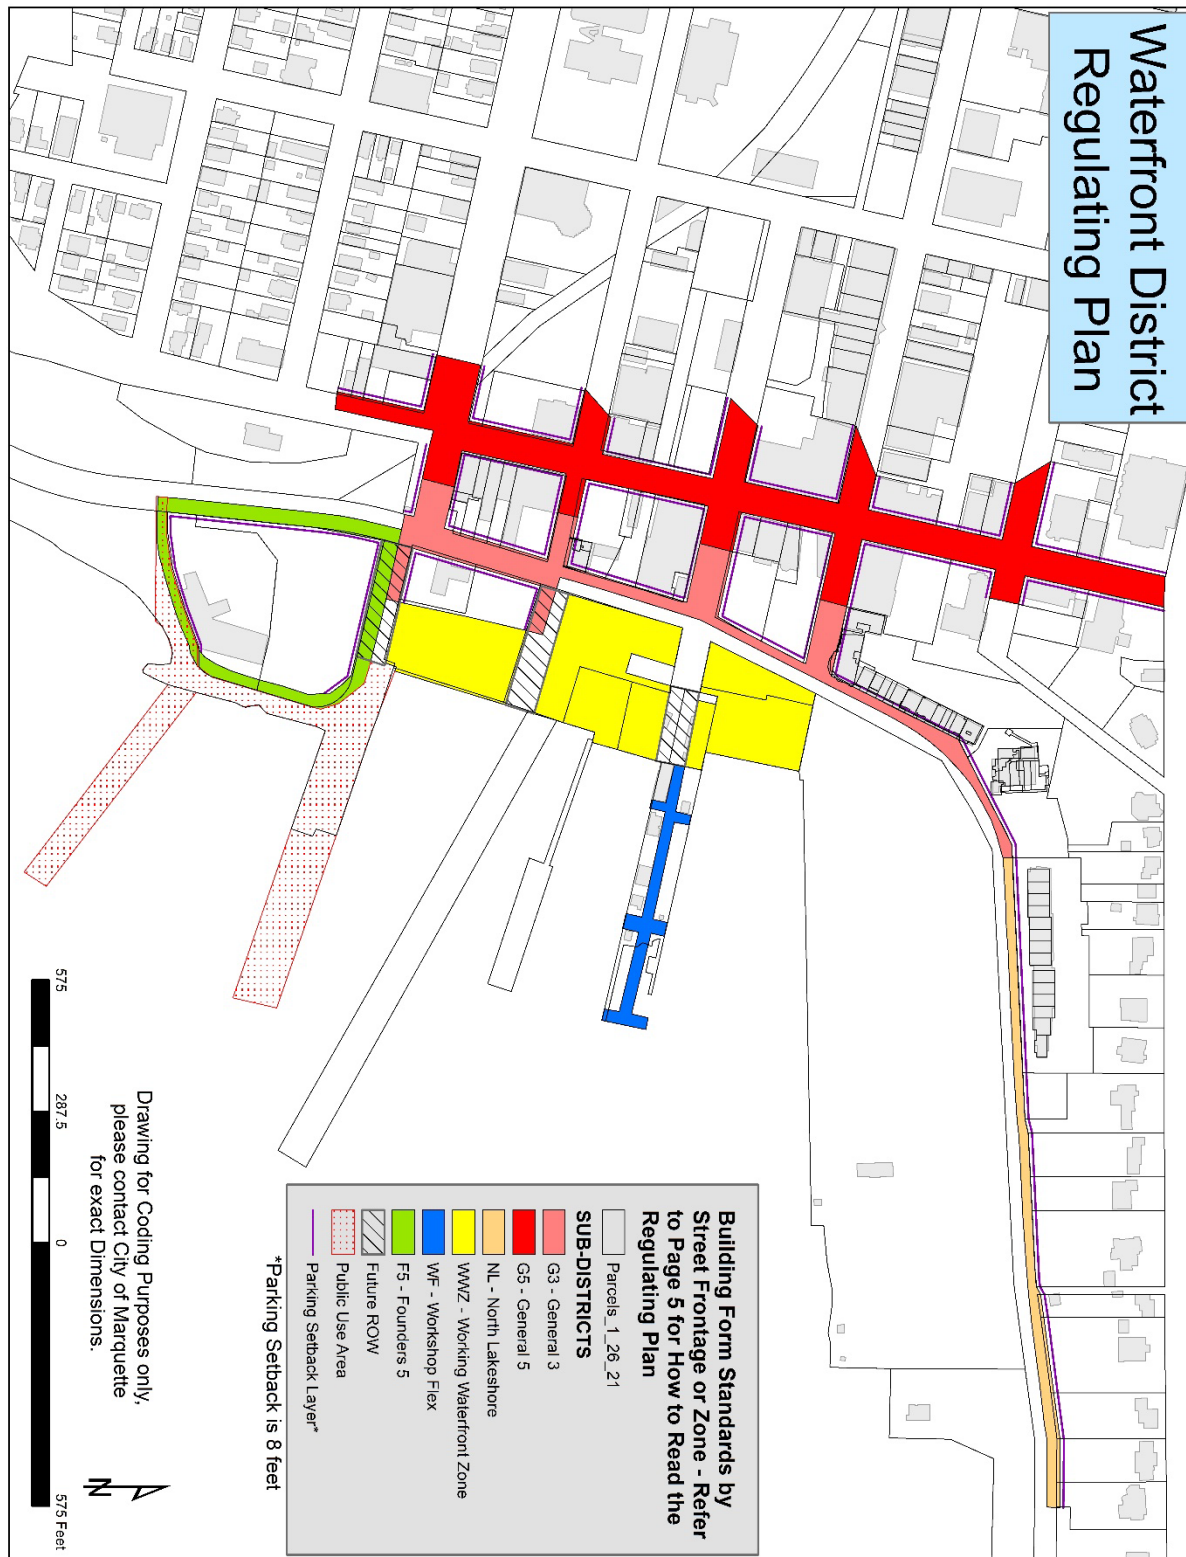 Waterfront District
Regulating Plan
Building Form Standards by
Street Frontage or Zone - Refer
to Page 5 for How to Read the
Regulating Plan
Parcels_1_26_21
SUB-DISTRICTS
G3 - General 3
G5 - General 5
NL - North Lakeshore
WWZ - Working Waterfront Zone
WF - Workshop Flex
F5 - Founders 5
Future ROW
Public Use Area
Parking Setback Layer*
*Parking Setback is 8 feet
Drawing for Coding Purposes only,
please contact City of Marquette
for exact Dimensions.
N
575 287.5 0 575 Feet